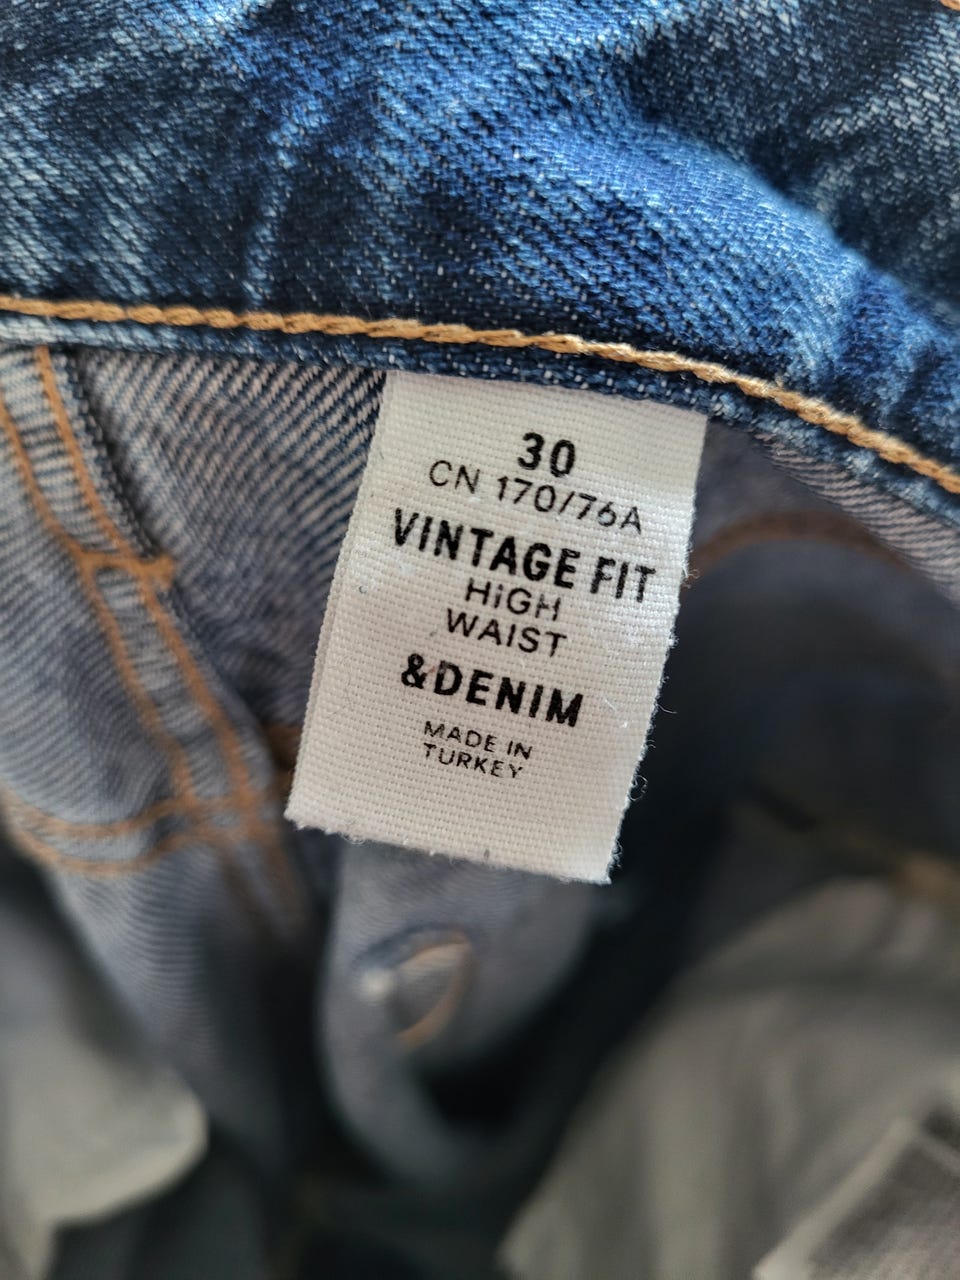 30
CN 170/76A
VINTAGE FIT
HIGH
WAIST
&DENIM
MADE IN
TURKEY